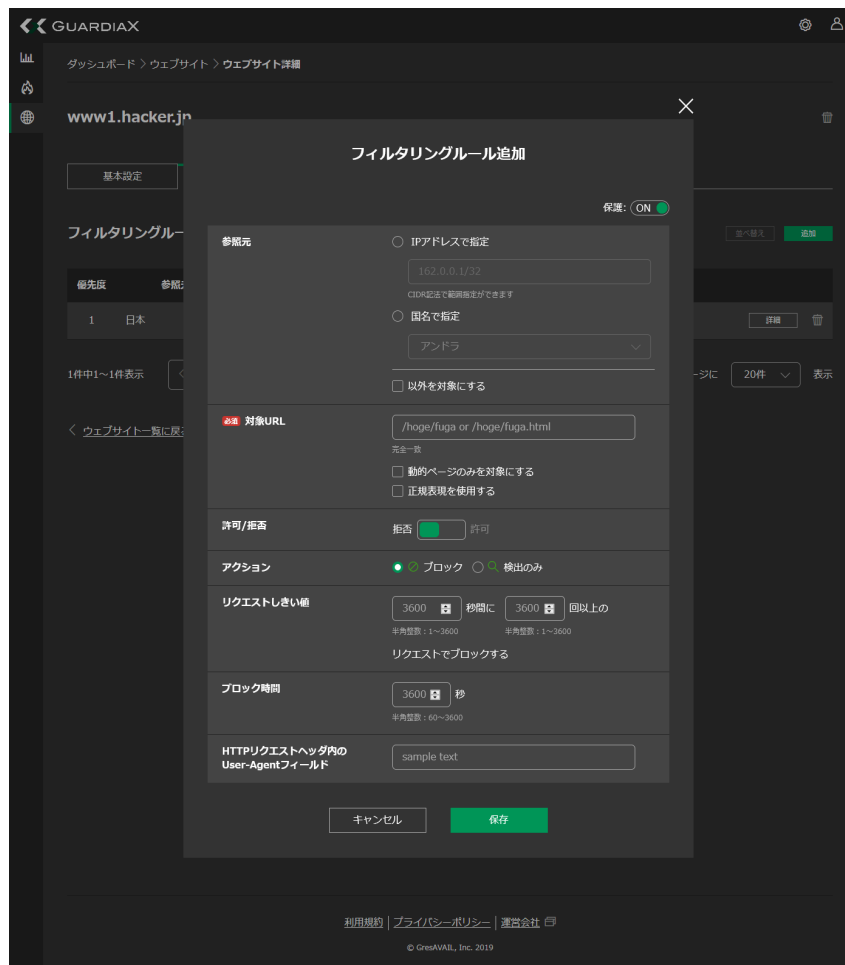 GUARDIAX
ダッシュボード 〉ウェブサイト 〉ウェブサイト詳細
www1.hacker.jp
フィルタリングルール追加
基本設定
保護: ON
フィルタリングルー
並べ替え 追加
参照元
IPアドレスで指定
162.0.0.1/32
CIDR記法で範囲指定ができます
優先度 参照
国名で指定
1 日本
アンドラ
詳細
以外を対象にする
1件中1~1件表示
ージに 20件 表示
〈 ウェブサイト一覧に戻
必須 対象URL
/hoge/fuga or /hoge/fuga.html
完全一致
動的ページのみを対象にする
正規表現を使用する
許可/拒否
拒否 許可
アクション
ブロック 検出のみ
リクエストしきい値
3600 秒間に 3600 回以上の
半角整数:1~3600 半角整数:1~3600
リクエストでブロックする
ブロック時間
3600 秒
半角整数:60~3600
HTTPリクエストヘッダ内の
User-Agentフィールド
sample text
キャンセル 保存
利用規約 | プライバシーポリシー | 運営会社
© GresAVAIL, Inc. 2019